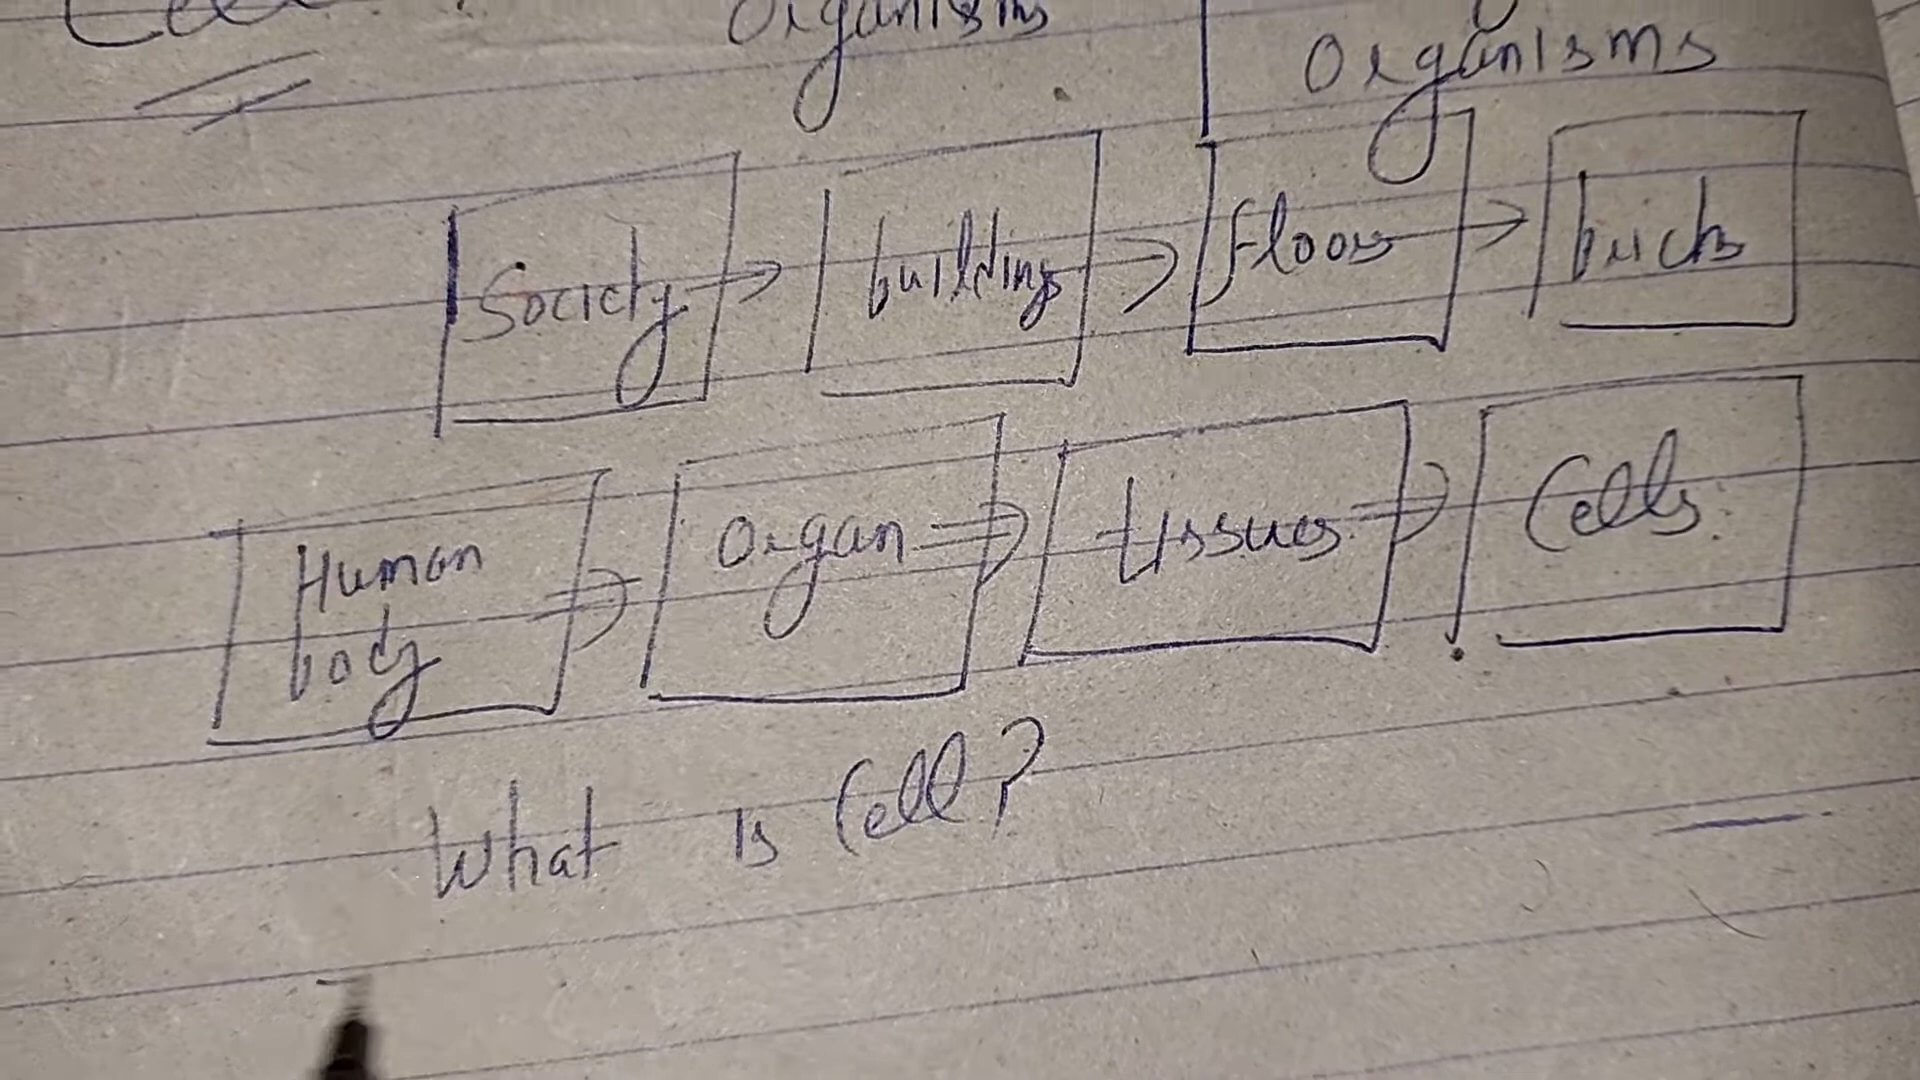 Organisms
Organisms
Society → building → Floors → bricks
Human body ⇒ Organ ⇒ tissues ⇒ Cells.
What is Cell?